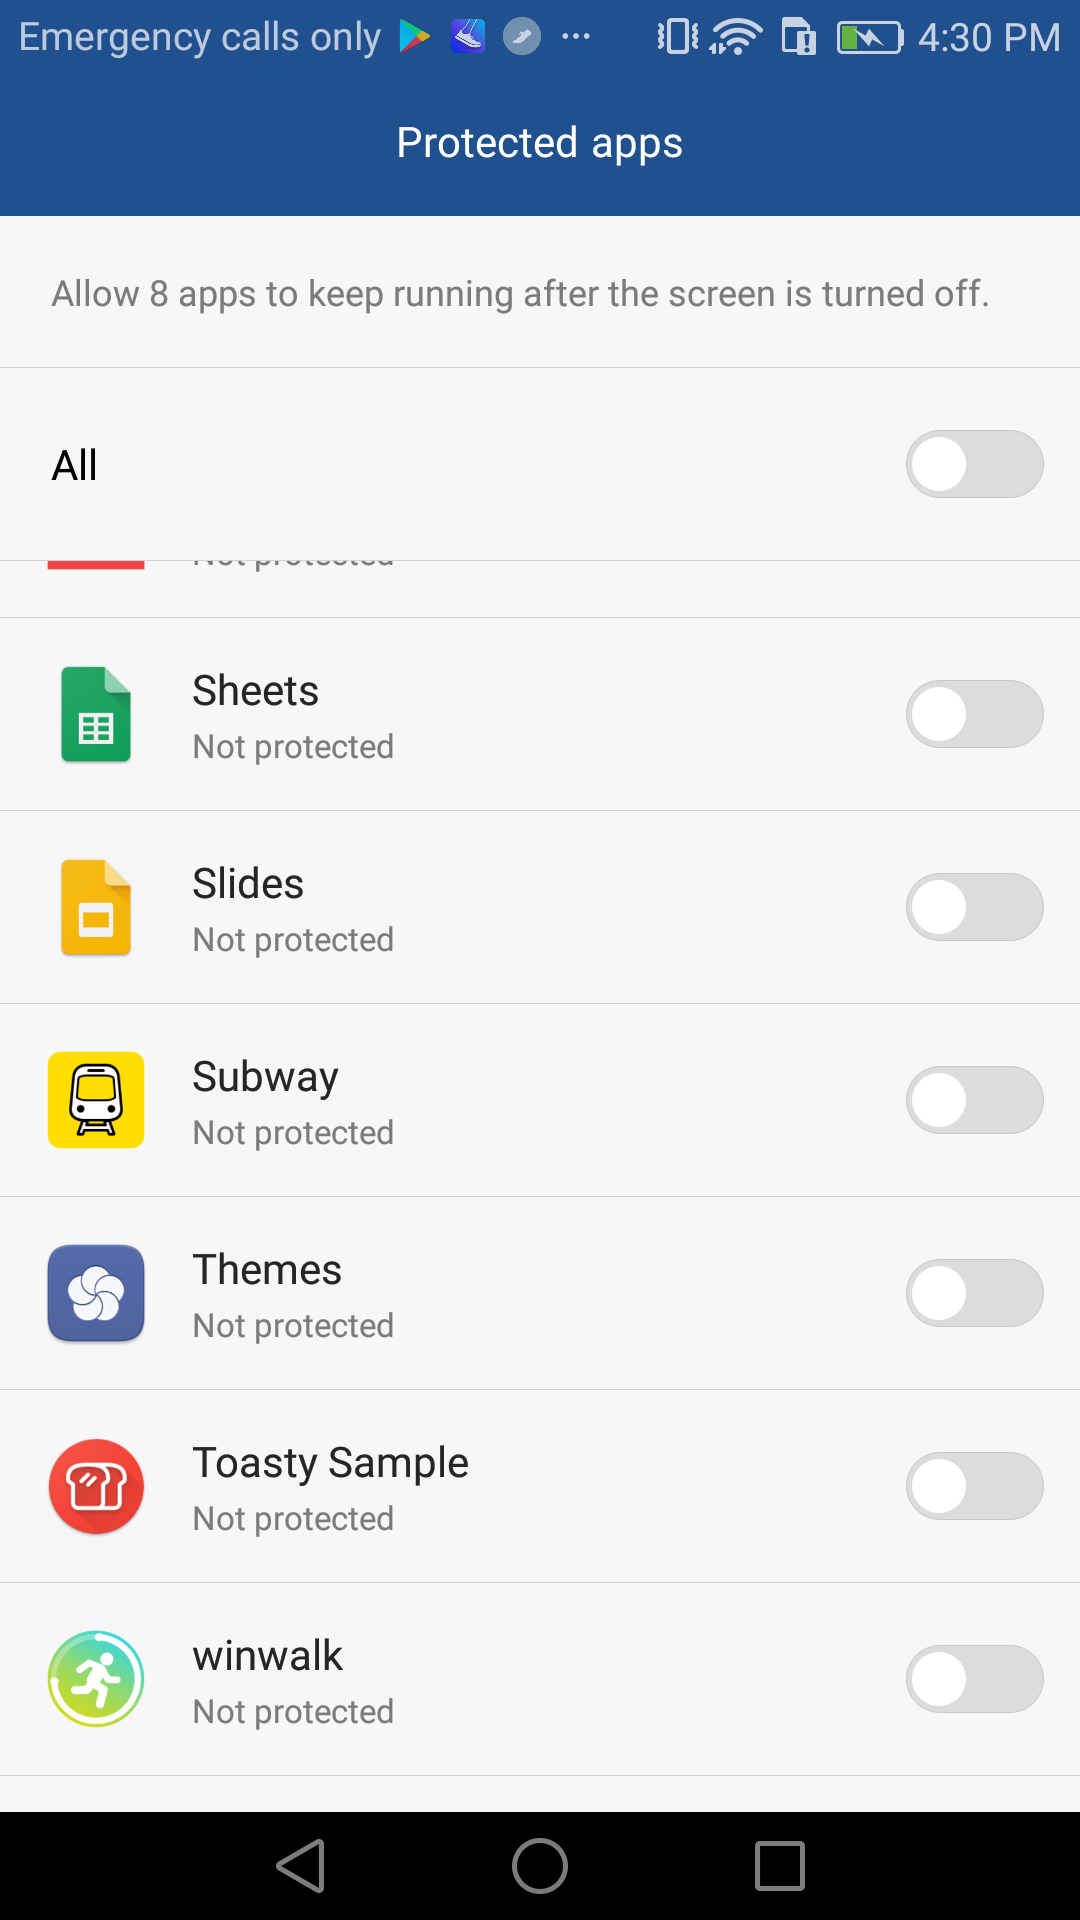 Emergency calls only ... 4:30 PM
Protected apps
Allow 8 apps to keep running after the screen is turned off.
All
Not protected
Sheets
Not protected
Slides
Not protected
Subway
Not protected
Themes
Not protected
Toasty Sample
Not protected
winwalk
Not protected